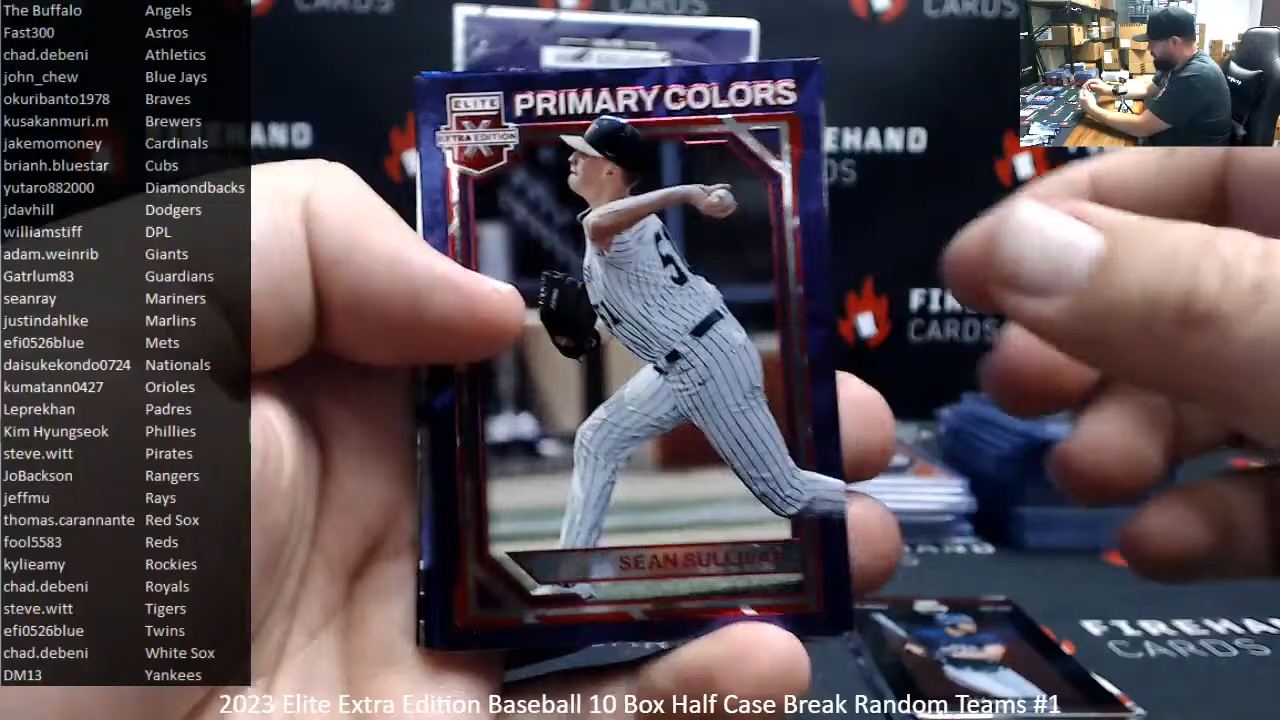 The Buffalo Angels
Fast300 Astros
chad.debeni Athletics
john_chew Blue Jays
okuribanto1978 Braves
kusakanmuri.m Brewers
jakemomoney Cardinals
brianh.bluestar Cubs
yutaro882000 Diamondbacks
jdavhill Dodgers
williamstiff DPL
adam.weinrib Giants
Gatrlum83 Guardians
seanray Mariners
justindahlke Marlins
efi0526blue Mets
daisukekondo0724 Nationals
kumatann0427 Orioles
Leprekhan Padres
Kim Hyungseok Phillies
steve.witt Pirates
JoBackson Rangers
jeffmu Rays
thomas.carannante Red Sox
fool5583 Reds
kylieamy Rockies
chad.debeni Royals
steve.witt Tigers
efi0526blue Twins
chad.debeni White Sox
DM13 Yankees
PRIMARY COLORS
ELITE
EXTRA EDITION
SEAN SULLIVAN
CARDS
CARDS
FIREHAND
CARDS
2023 Elite Extra Edition Baseball 10 Box Half Case Break Random Teams #1